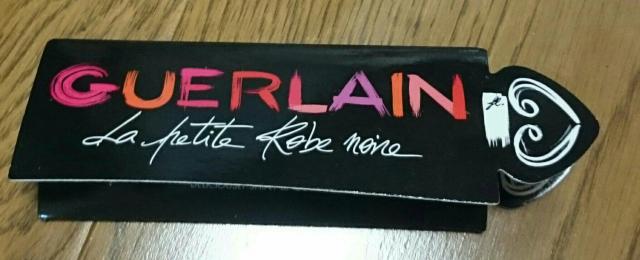 GUERLAIN
La petite Robe noire